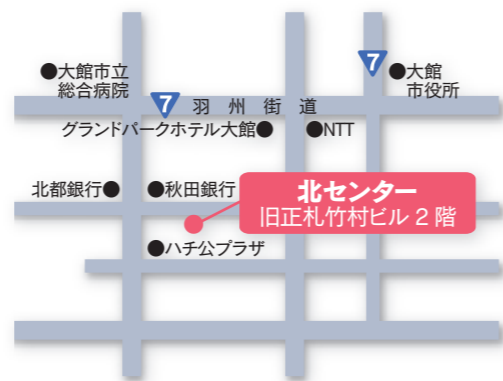 7
●大館市立
総合病院
●大館
市役所
7
羽州街道
グランドパークホテル大館●
●NTT
北都銀行●
●秋田銀行
北センター
旧正札竹村ビル 2 階
●ハチ公プラザ